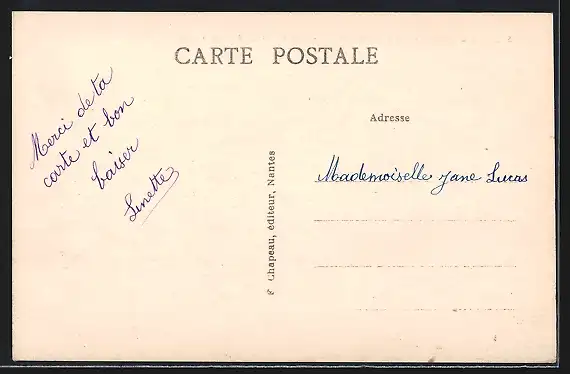 CARTE POSTALE
Merci de ta
carte et bon
baiser
Linette
Chapeau, éditeur, Nantes
Adresse
Mademoiselle Jane Lucas